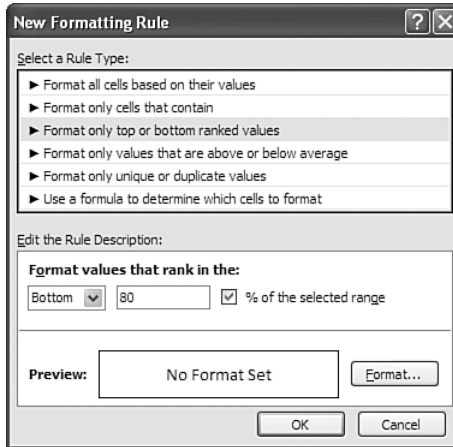 New Formatting Rule
Select a Rule Type:
► Format all cells based on their values
► Format only cells that contain
► Format only top or bottom ranked values
► Format only values that are above or below average
► Format only unique or duplicate values
► Use a formula to determine which cells to format
Edit the Rule Description:
Format values that rank in the:
Bottom 80 % of the selected range
Preview: No Format Set Format...
OK Cancel